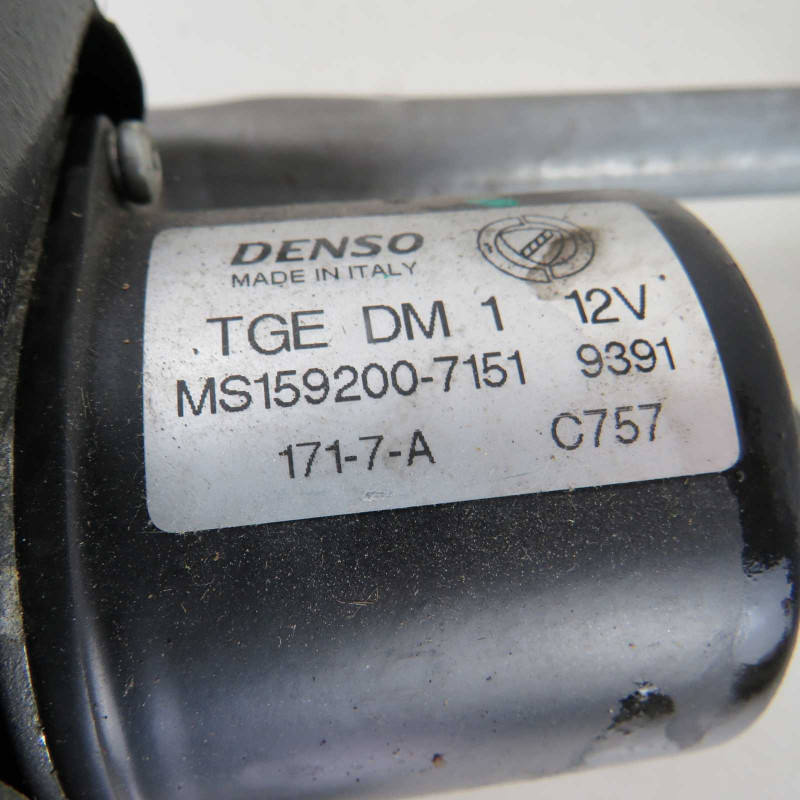 DENSO
MADE IN ITALY
TGE DM 1 12V
MS159200-7151 9391
171-7-A C757